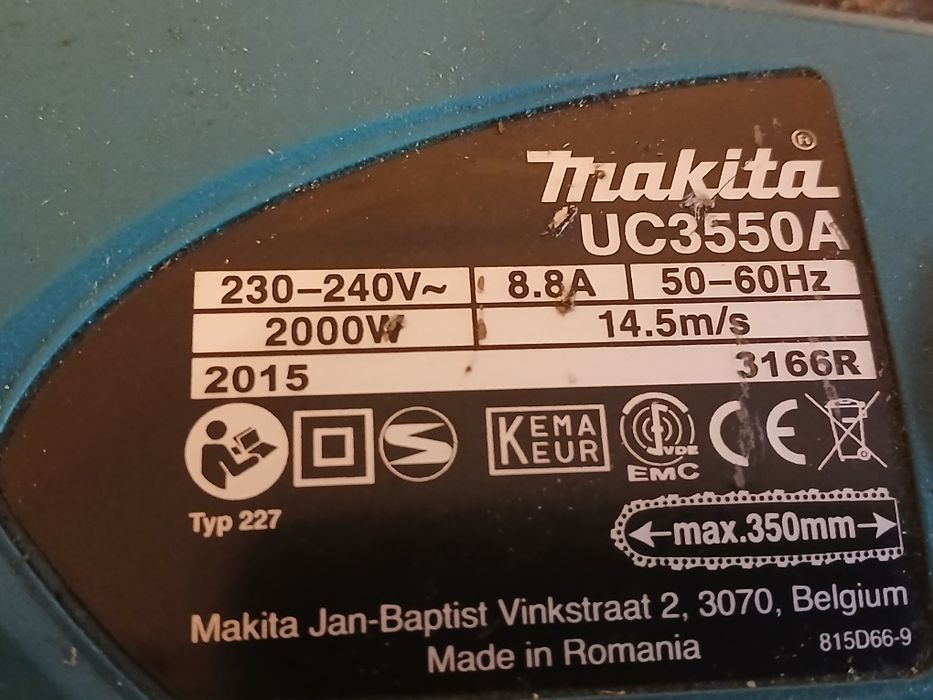 makita®
UC3550A
230–240V~ 8.8A 50–60Hz
2000W 14.5m/s
2015 3166R
KEMA
KEUR
VDE
EMC
CE
Typ 227
max.350mm
Makita Jan-Baptist Vinkstraat 2, 3070, Belgium
Made in Romania 815D66-9